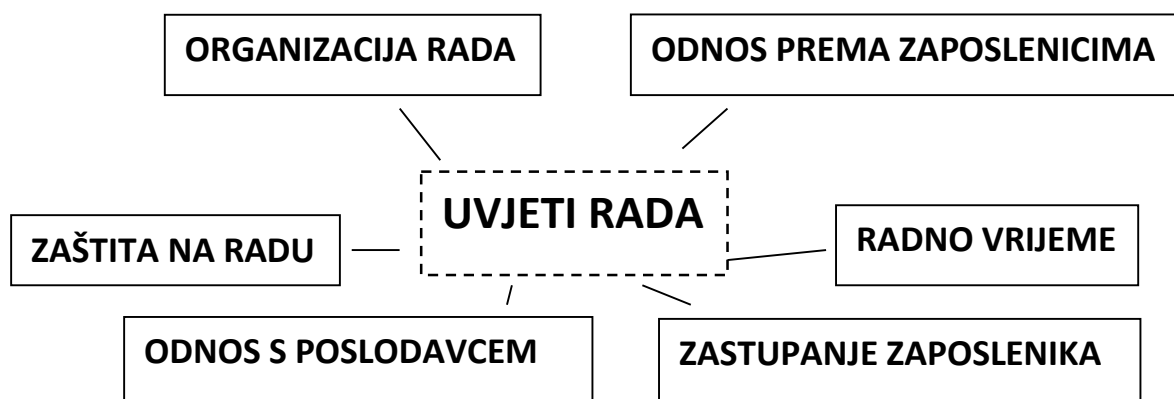 ORGANIZACIJA RADA
ODNOS PREMA ZAPOSLENICIMA
UVJETI RADA
ZAŠTITA NA RADU
RADNO VRIJEME
ODNOS S POSLODAVCEM
ZASTUPANJE ZAPOSLENIKA